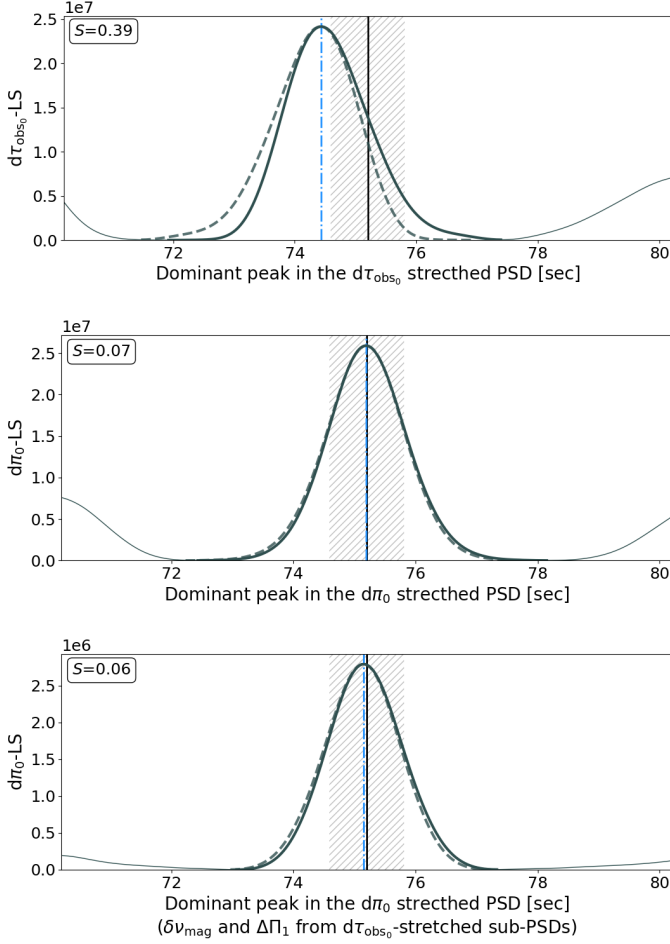 1e7
S=0.39
dτobs0-LS
2.5
2.0
1.5
1.0
0.5
0.0
72 74 76 78 80
Dominant peak in the dτobs0 strecthed PSD [sec]
1e7
S=0.07
dπ0-LS
2.5
2.0
1.5
1.0
0.5
0.0
72 74 76 78 80
Dominant peak in the dπ0 strecthed PSD [sec]
1e6
S=0.06
dπ0-LS
2.5
2.0
1.5
1.0
0.5
0.0
72 74 76 78 80
Dominant peak in the dπ0 strecthed PSD [sec]
(δνmag and ΔΠ1 from dτobs0-stretched sub-PSDs)